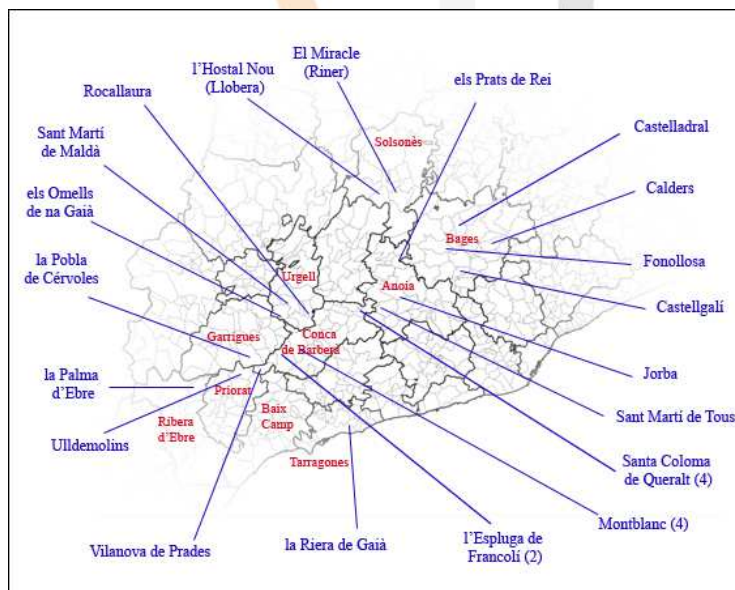 El Miracle
(Riner)
l'Hostal Nou
(Llobera)
els Prats de Rei
Rocallaura
Castelladral
Sant Martí
de Maldà
Solsonès
Calders
els Omells
de na Gaià
Bages
Fonollosa
la Pobla
de Cérvoles
Urgell
Anoia
Castellgalí
Garrigues
Conca
de Barberà
la Palma
d'Ebre
Priorat
Jorba
Ribera
d'Ebre
Baix
Camp
Sant Martí de Tous
Ulldemolins
Tarragones
Santa Coloma
de Queralt (4)
Montblanc (4)
Vilanova de Prades
la Riera de Gaià
l'Espluga de
Francolí (2)